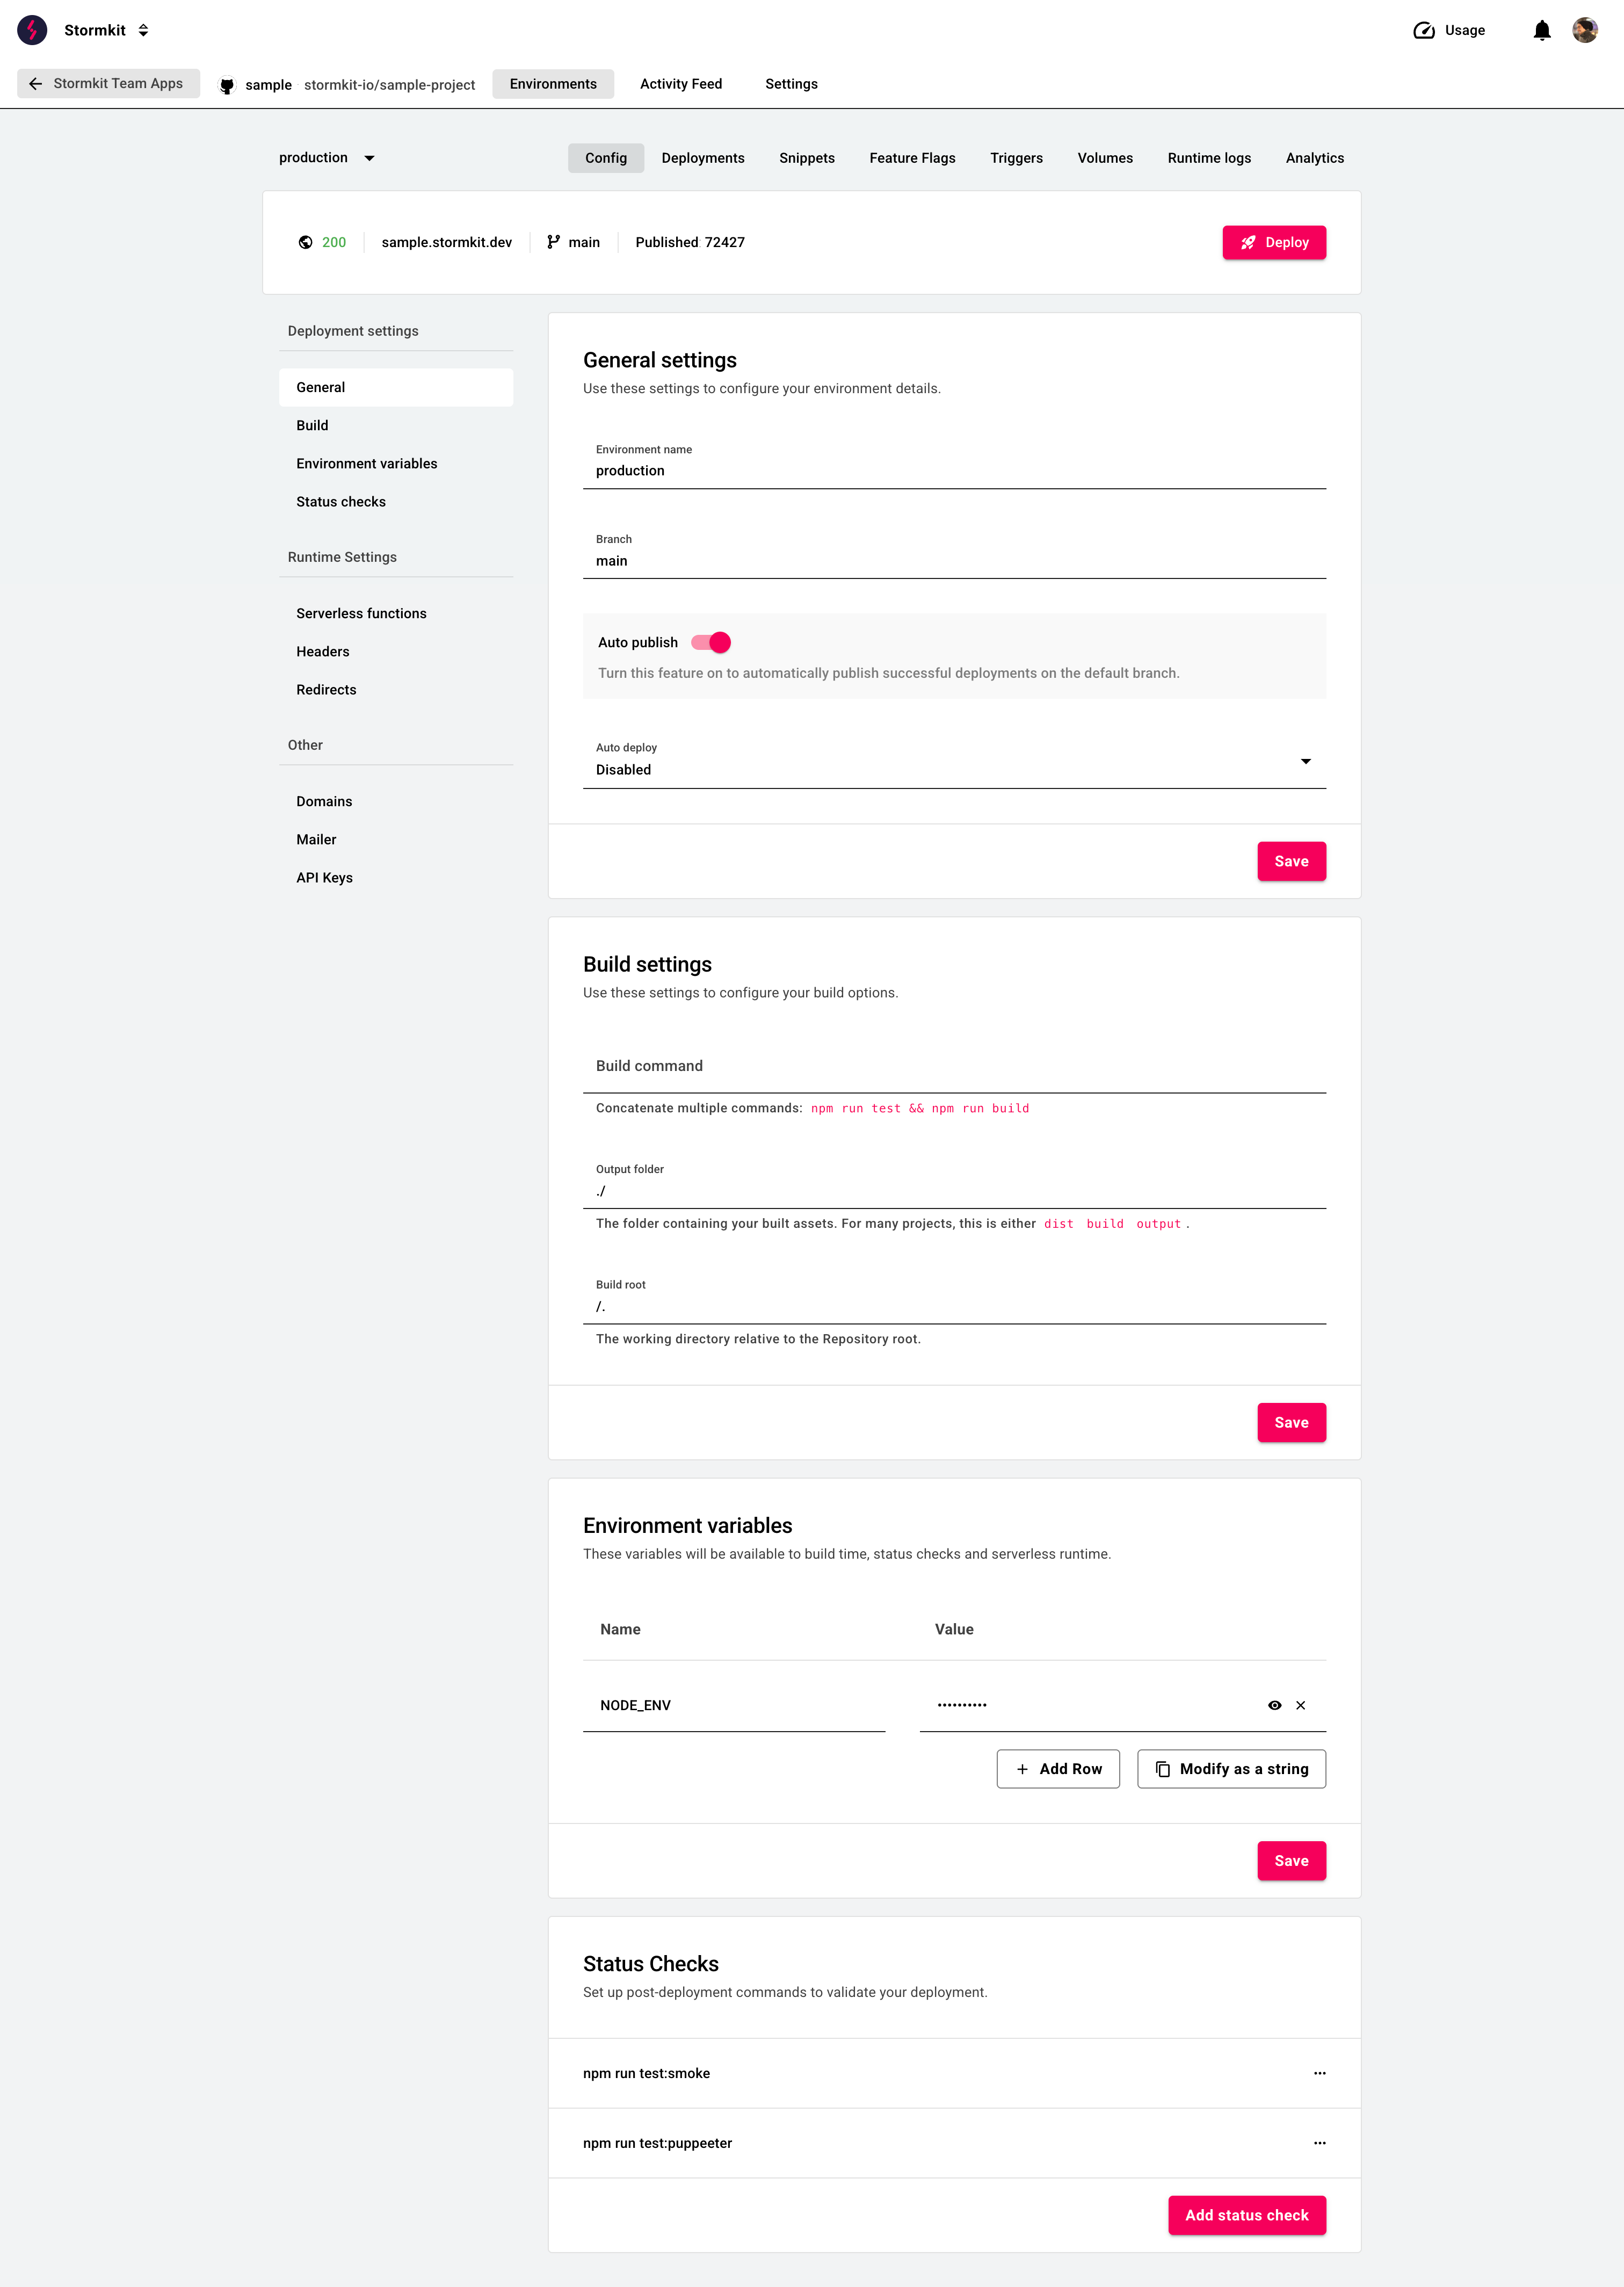 Stormkit
Usage
Stormkit Team Apps
sample stormkit-io/sample-project
Environments
Activity Feed
Settings
production
Config
Deployments
Snippets
Feature Flags
Triggers
Volumes
Runtime logs
Analytics
200
sample.stormkit.dev
main
Published: 72427
Deploy
Deployment settings
General
Build
Environment variables
Status checks
Runtime Settings
Serverless functions
Headers
Redirects
Other
Domains
Mailer
API Keys
General settings
Use these settings to configure your environment details.
Environment name
production
Branch
main
Auto publish
Turn this feature on to automatically publish successful deployments on the default branch.
Auto deploy
Disabled
Save
Build settings
Use these settings to configure your build options.
Build command
Concatenate multiple commands: npm run test && npm run build
Output folder
./
The folder containing your built assets. For many projects, this is either dist build output .
Build root
/.
The working directory relative to the Repository root.
Save
Environment variables
These variables will be available to build time, status checks and serverless runtime.
Name
Value
NODE_ENV
••••••••••
Add Row
Modify as a string
Save
Status Checks
Set up post-deployment commands to validate your deployment.
npm run test:smoke
npm run test:puppeeter
Add status check